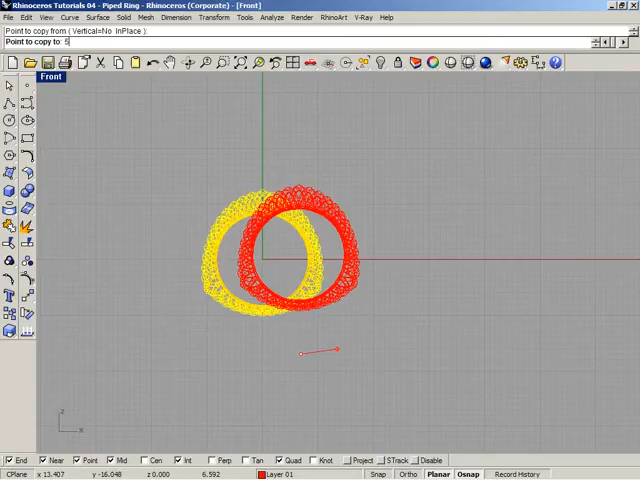 Rhinoceros Tutorials 04 - Piped Ring - Rhinoceros (Corporate) - [Front]
File Edit View Curve Surface Solid Mesh Dimension Transform Tools Analyze RhinoArt V-Ray Help
Point to copy from ( Vertical=No InPlace ):
Point to copy to: 5
Front
z
x
End Near Point Mid Cen Int Perp Tan Quad Knot Project STrack Disable
CPlane x 13.407 y -16.048 z 0.000 6.592 Layer 01 Snap Ortho Planar Osnap Record History